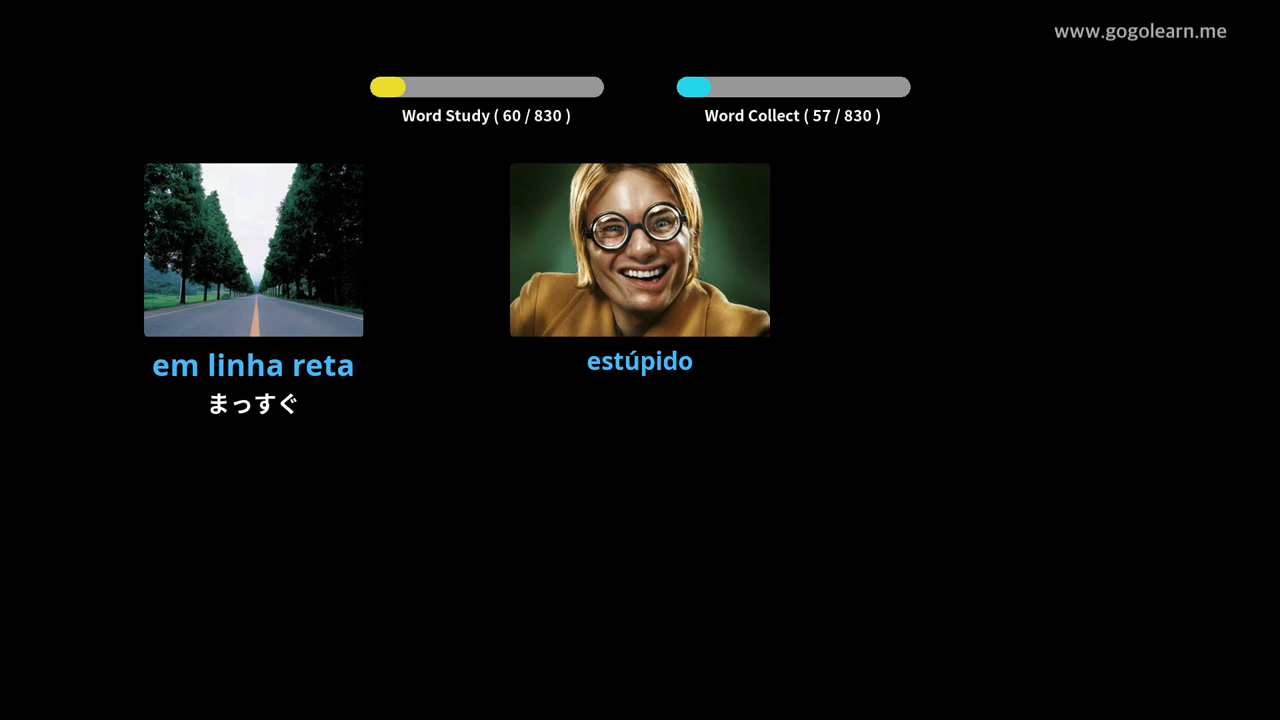 www.gogolearn.me
Word Study ( 60 / 830 )
Word Collect ( 57 / 830 )
em linha reta
まっすぐ
estúpido